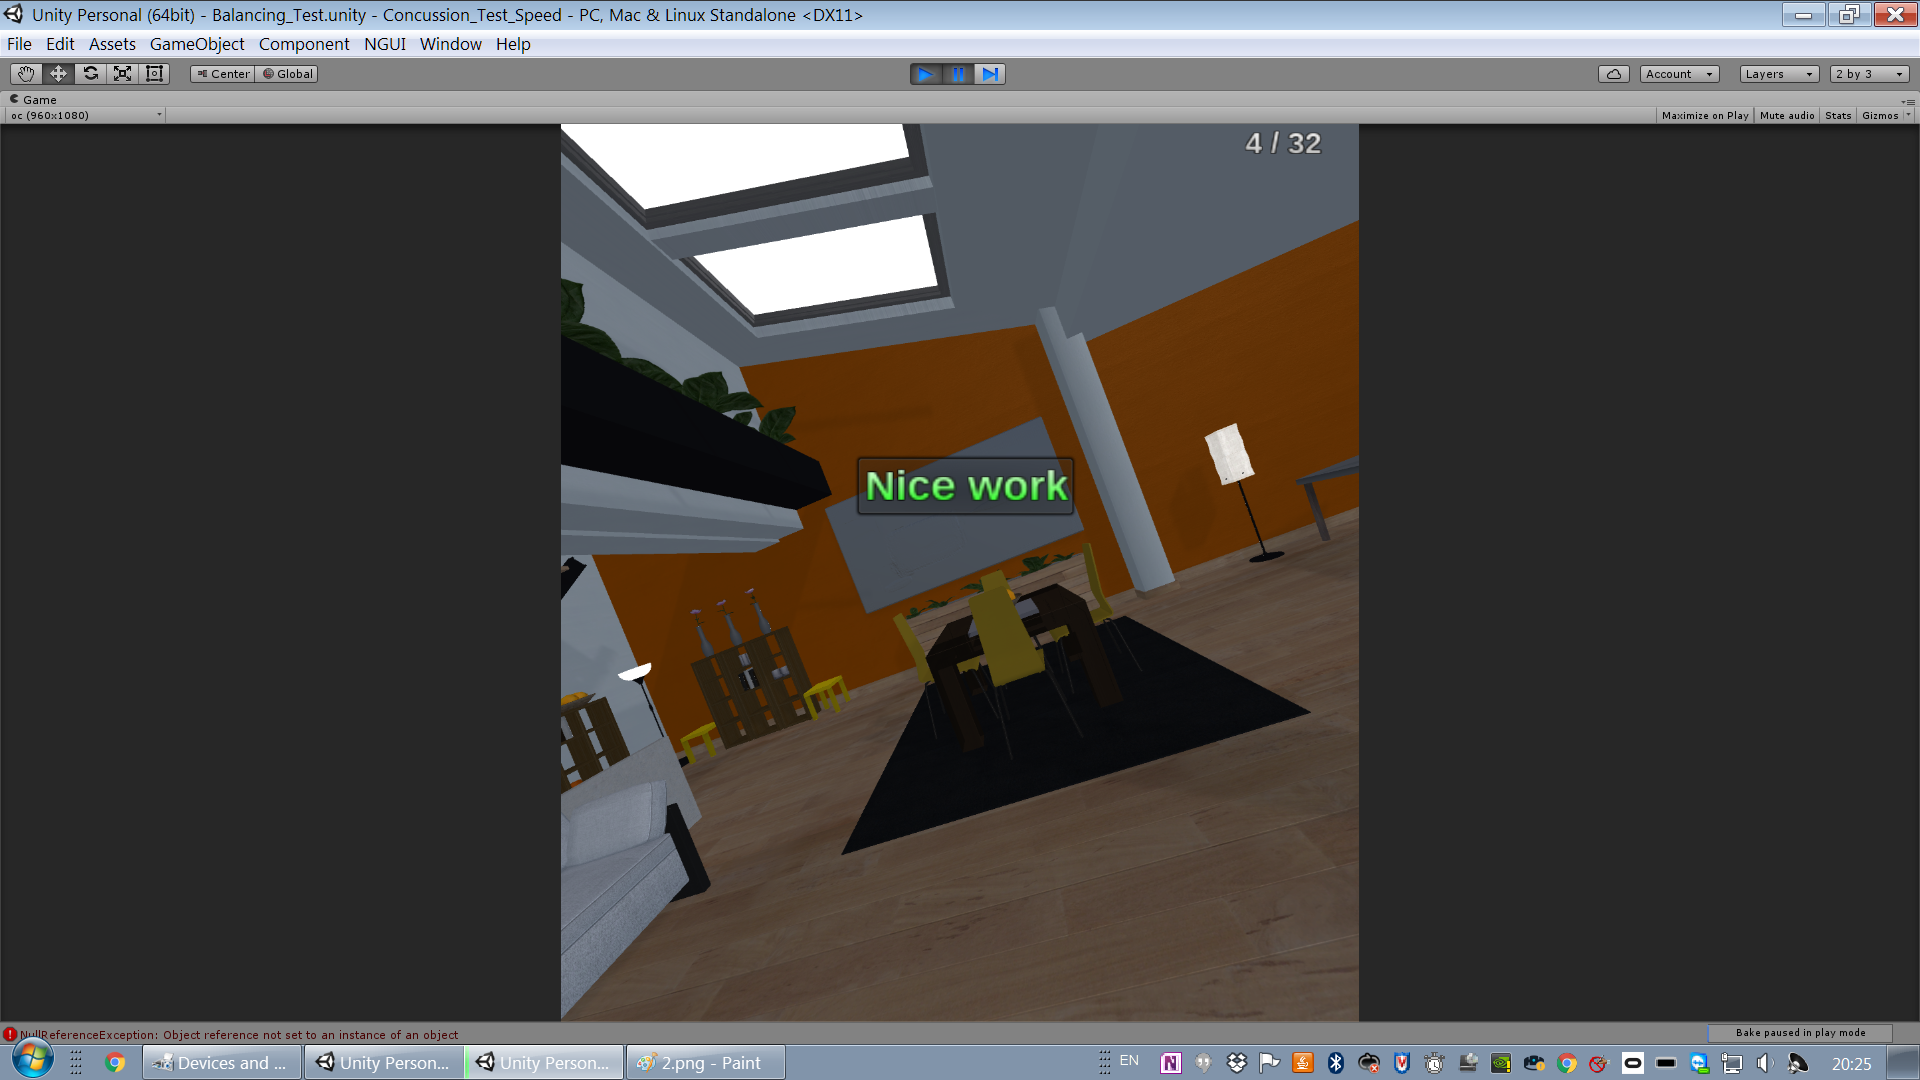 Unity Personal (64bit) - Balancing_Test.unity - Concussion_Test_Speed - PC, Mac & Linux Standalone <DX11>
File Edit Assets GameObject Component NGUI Window Help
Center Global Account Layers 2 by 3
Game
oc (960x1080) Maximize on Play Mute audio Stats Gizmos
4 / 32
Nice work
NullReferenceException: Object reference not set to an instance of an object
Bake paused in play mode
Devices and ... Unity Person... Unity Person... 2.png - Paint EN 20:25